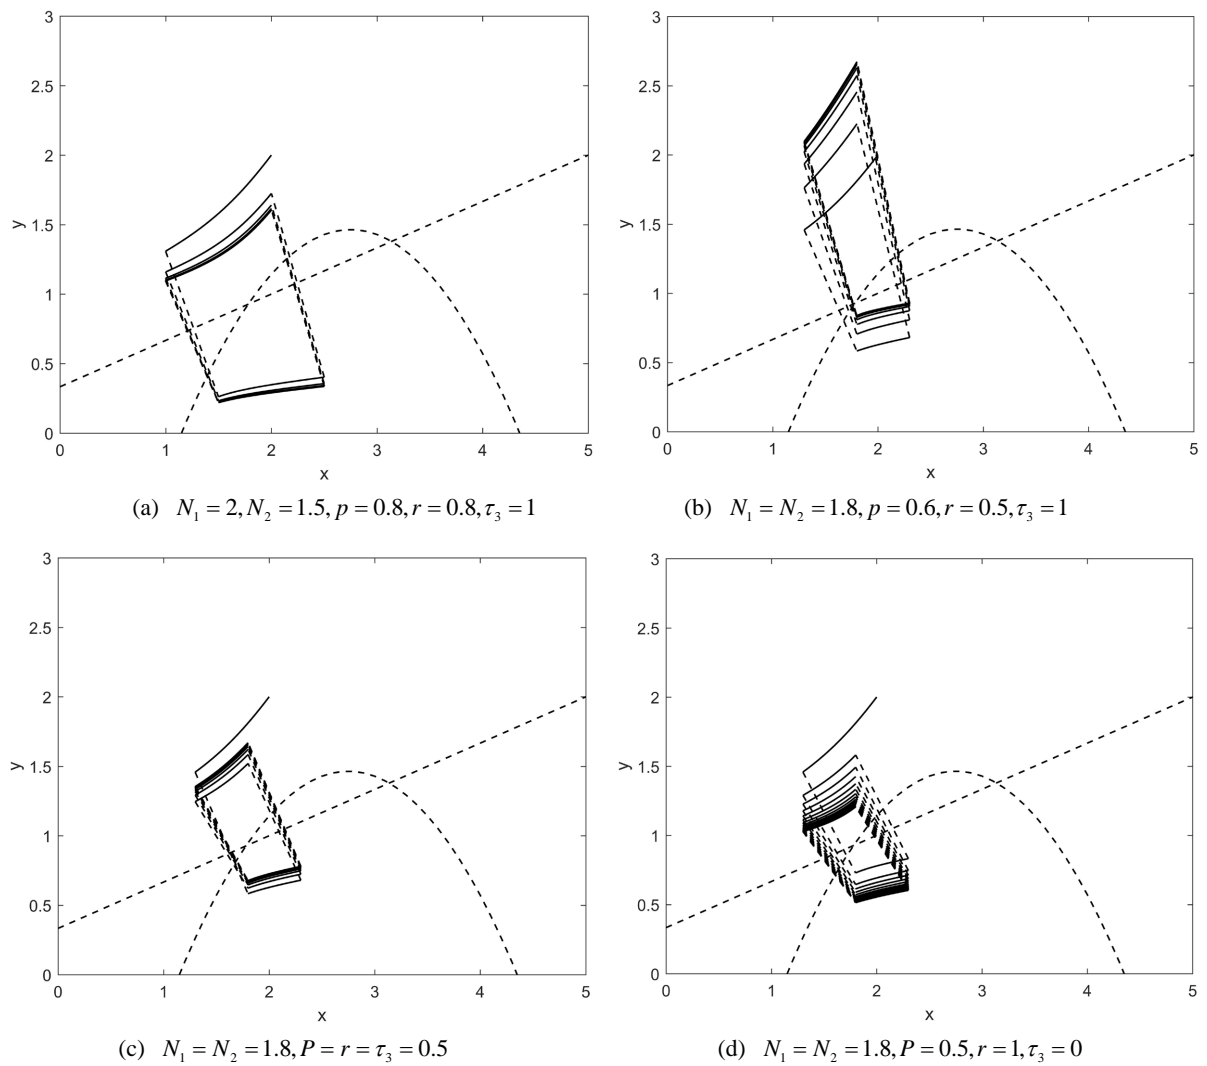 3
2.5
2
1.5
1
0.5
0
y
0 1 2 3 4 5
x
(a) N₁ = 2, N₂ = 1.5, p = 0.8, r = 0.8, τ₃ = 1
3
2.5
2
1.5
1
0.5
0
y
0 1 2 3 4 5
x
(b) N₁ = N₂ = 1.8, p = 0.6, r = 0.5, τ₃ = 1
3
2.5
2
1.5
1
0.5
0
y
0 1 2 3 4 5
x
(c) N₁ = N₂ = 1.8, P = r = τ₃ = 0.5
3
2.5
2
1.5
1
0.5
0
y
0 1 2 3 4 5
x
(d) N₁ = N₂ = 1.8, P = 0.5, r = 1, τ₃ = 0